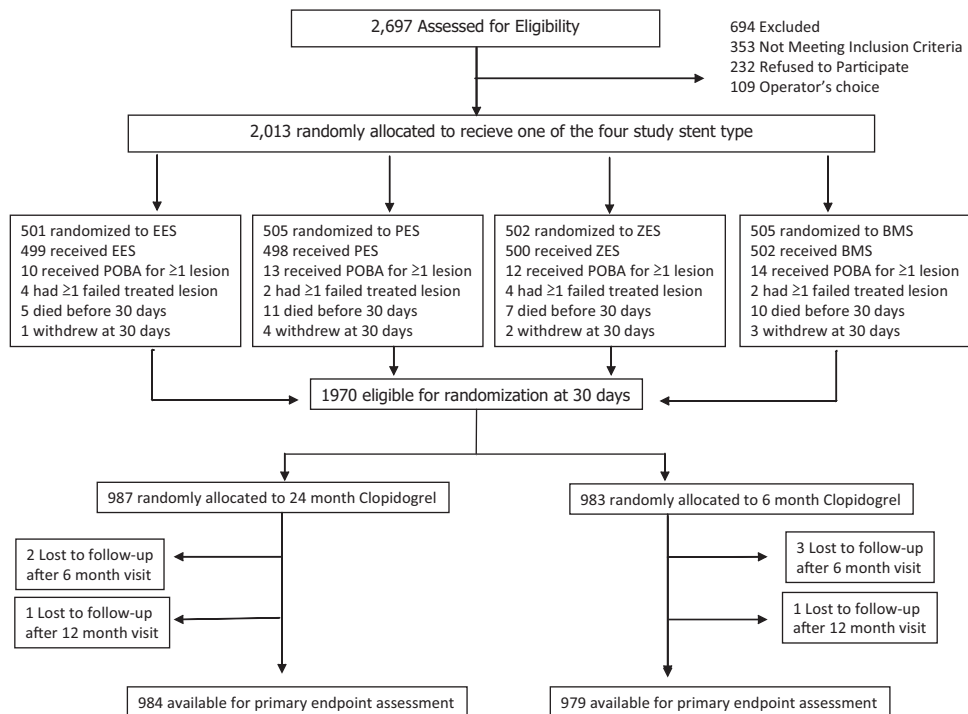 2,697 Assessed for Eligibility
694 Excluded
353 Not Meeting Inclusion Criteria
232 Refused to Participate
109 Operator's choice
2,013 randomly allocated to recieve one of the four study stent type
501 randomized to EES
499 received EES
10 received POBA for ≥1 lesion
4 had ≥1 failed treated lesion
5 died before 30 days
1 withdrew at 30 days
505 randomized to PES
498 received PES
13 received POBA for ≥1 lesion
2 had ≥1 failed treated lesion
11 died before 30 days
4 withdrew at 30 days
502 randomized to ZES
500 received ZES
12 received POBA for ≥1 lesion
4 had ≥1 failed treated lesion
7 died before 30 days
2 withdrew at 30 days
505 randomized to BMS
502 received BMS
14 received POBA for ≥1 lesion
2 had ≥1 failed treated lesion
10 died before 30 days
3 withdrew at 30 days
1970 eligible for randomization at 30 days
987 randomly allocated to 24 month Clopidogrel
983 randomly allocated to 6 month Clopidogrel
2 Lost to follow-up
after 6 month visit
3 Lost to follow-up
after 6 month visit
1 Lost to follow-up
after 12 month visit
1 Lost to follow-up
after 12 month visit
984 available for primary endpoint assessment
979 available for primary endpoint assessment